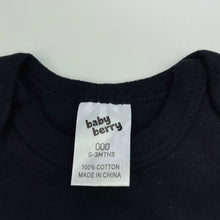 baby
berry
000
0-3MTHS
100% COTTON
MADE IN CHINA